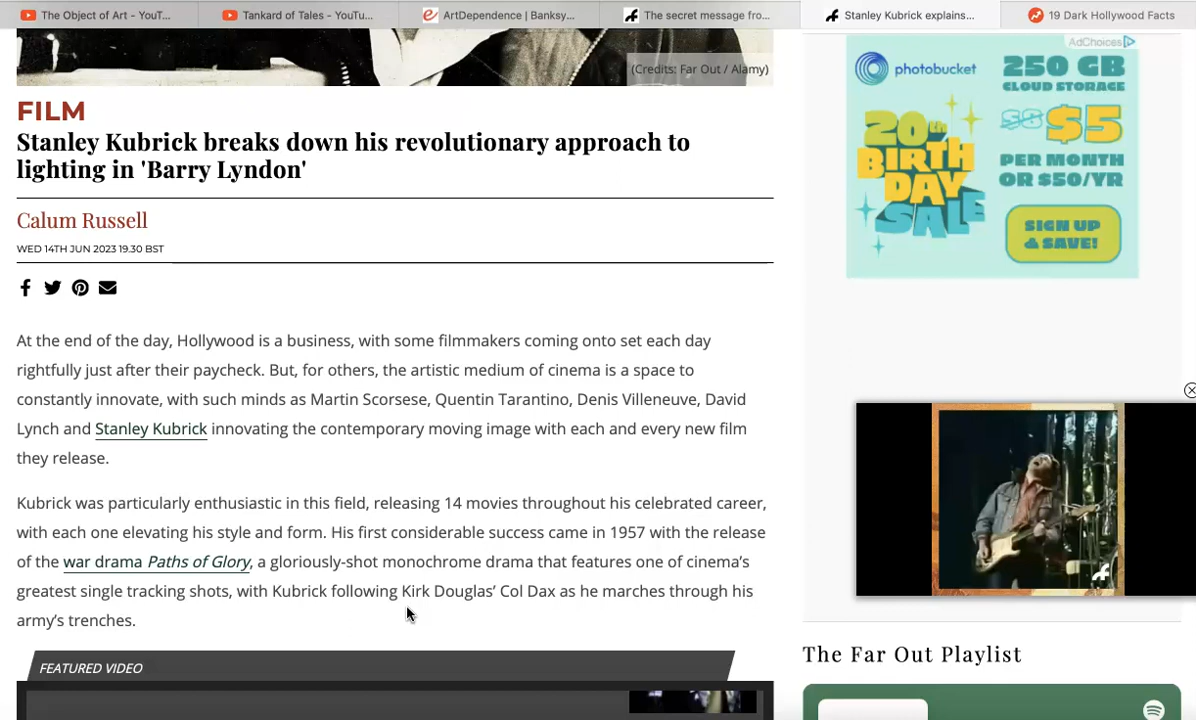 The Object of Art - YouT...
Tankard of Tales - YouTu...
ArtDependence | Banksy...
The secret message fro...
Stanley Kubrick explains...
19 Dark Hollywood Facts
(Credits: Far Out / Alamy)
FILM
Stanley Kubrick breaks down his revolutionary approach to
lighting in 'Barry Lyndon'
Calum Russell
WED 14TH JUN 2023 19.30 BST
At the end of the day, Hollywood is a business, with some filmmakers coming onto set each day
rightfully just after their paycheck. But, for others, the artistic medium of cinema is a space to
constantly innovate, with such minds as Martin Scorsese, Quentin Tarantino, Denis Villeneuve, David
Lynch and Stanley Kubrick innovating the contemporary moving image with each and every new film
they release.
Kubrick was particularly enthusiastic in this field, releasing 14 movies throughout his celebrated career,
with each one elevating his style and form. His first considerable success came in 1957 with the release
of the war drama Paths of Glory, a gloriously-shot monochrome drama that features one of cinema’s
greatest single tracking shots, with Kubrick following Kirk Douglas’ Col Dax as he marches through his
army’s trenches.
FEATURED VIDEO
AdChoices
photobucket
250 GB
CLOUD STORAGE
$8 $5
PER MONTH
OR $50/YR
20th
BIRTH
DAY
SALE
SIGN UP
& SAVE!
The Far Out Playlist